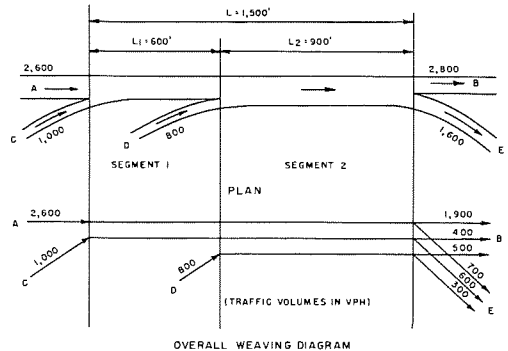 L = 1,500'
L1 = 600'
L2 = 900'
2,600
2,800
A
B
C
1,000
D
800
1,600
E
SEGMENT 1
SEGMENT 2
PLAN
A
2,600
1,900
400
B
500
C
1,000
D
800
700
600
300
E
(TRAFFIC VOLUMES IN VPH)
OVERALL WEAVING DIAGRAM